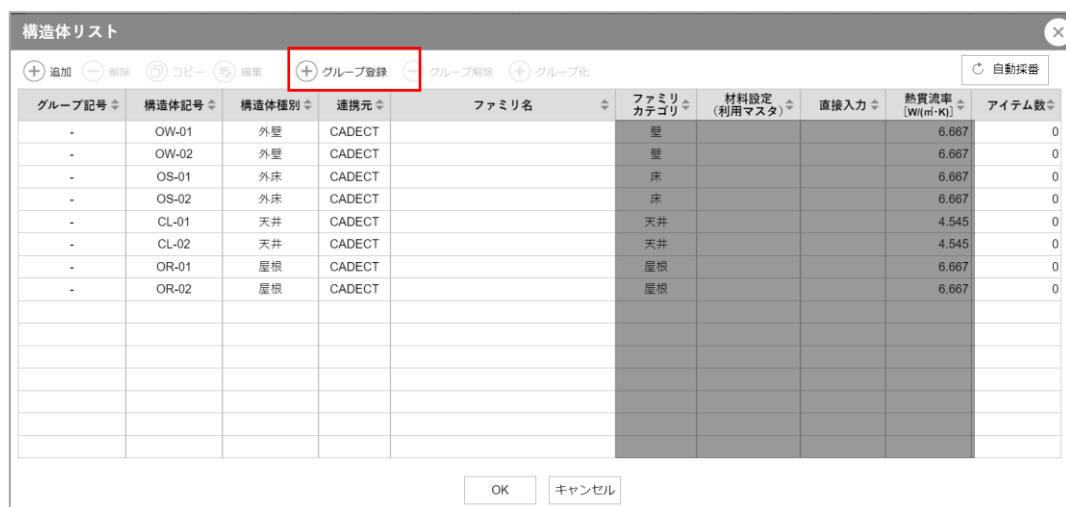 構造体リスト
追加 削除 コピー 編集 グループ登録 グループ解除 グループ化 自動採番
グループ記号 構造体記号 構造体種別 連携元 ファミリ名 ファミリカテゴリ 材料設定(利用マスタ) 直接入力 熱貫流率[W/(㎡·K)] アイテム数
- OW-01 外壁 CADECT 壁 6.667 0
- OW-02 外壁 CADECT 壁 6.667 0
- OS-01 外床 CADECT 床 6.667 0
- OS-02 外床 CADECT 床 6.667 0
- CL-01 天井 CADECT 天井 4.545 0
- CL-02 天井 CADECT 天井 4.545 0
- OR-01 屋根 CADECT 屋根 6.667 0
- OR-02 屋根 CADECT 屋根 6.667 0
OK キャンセル